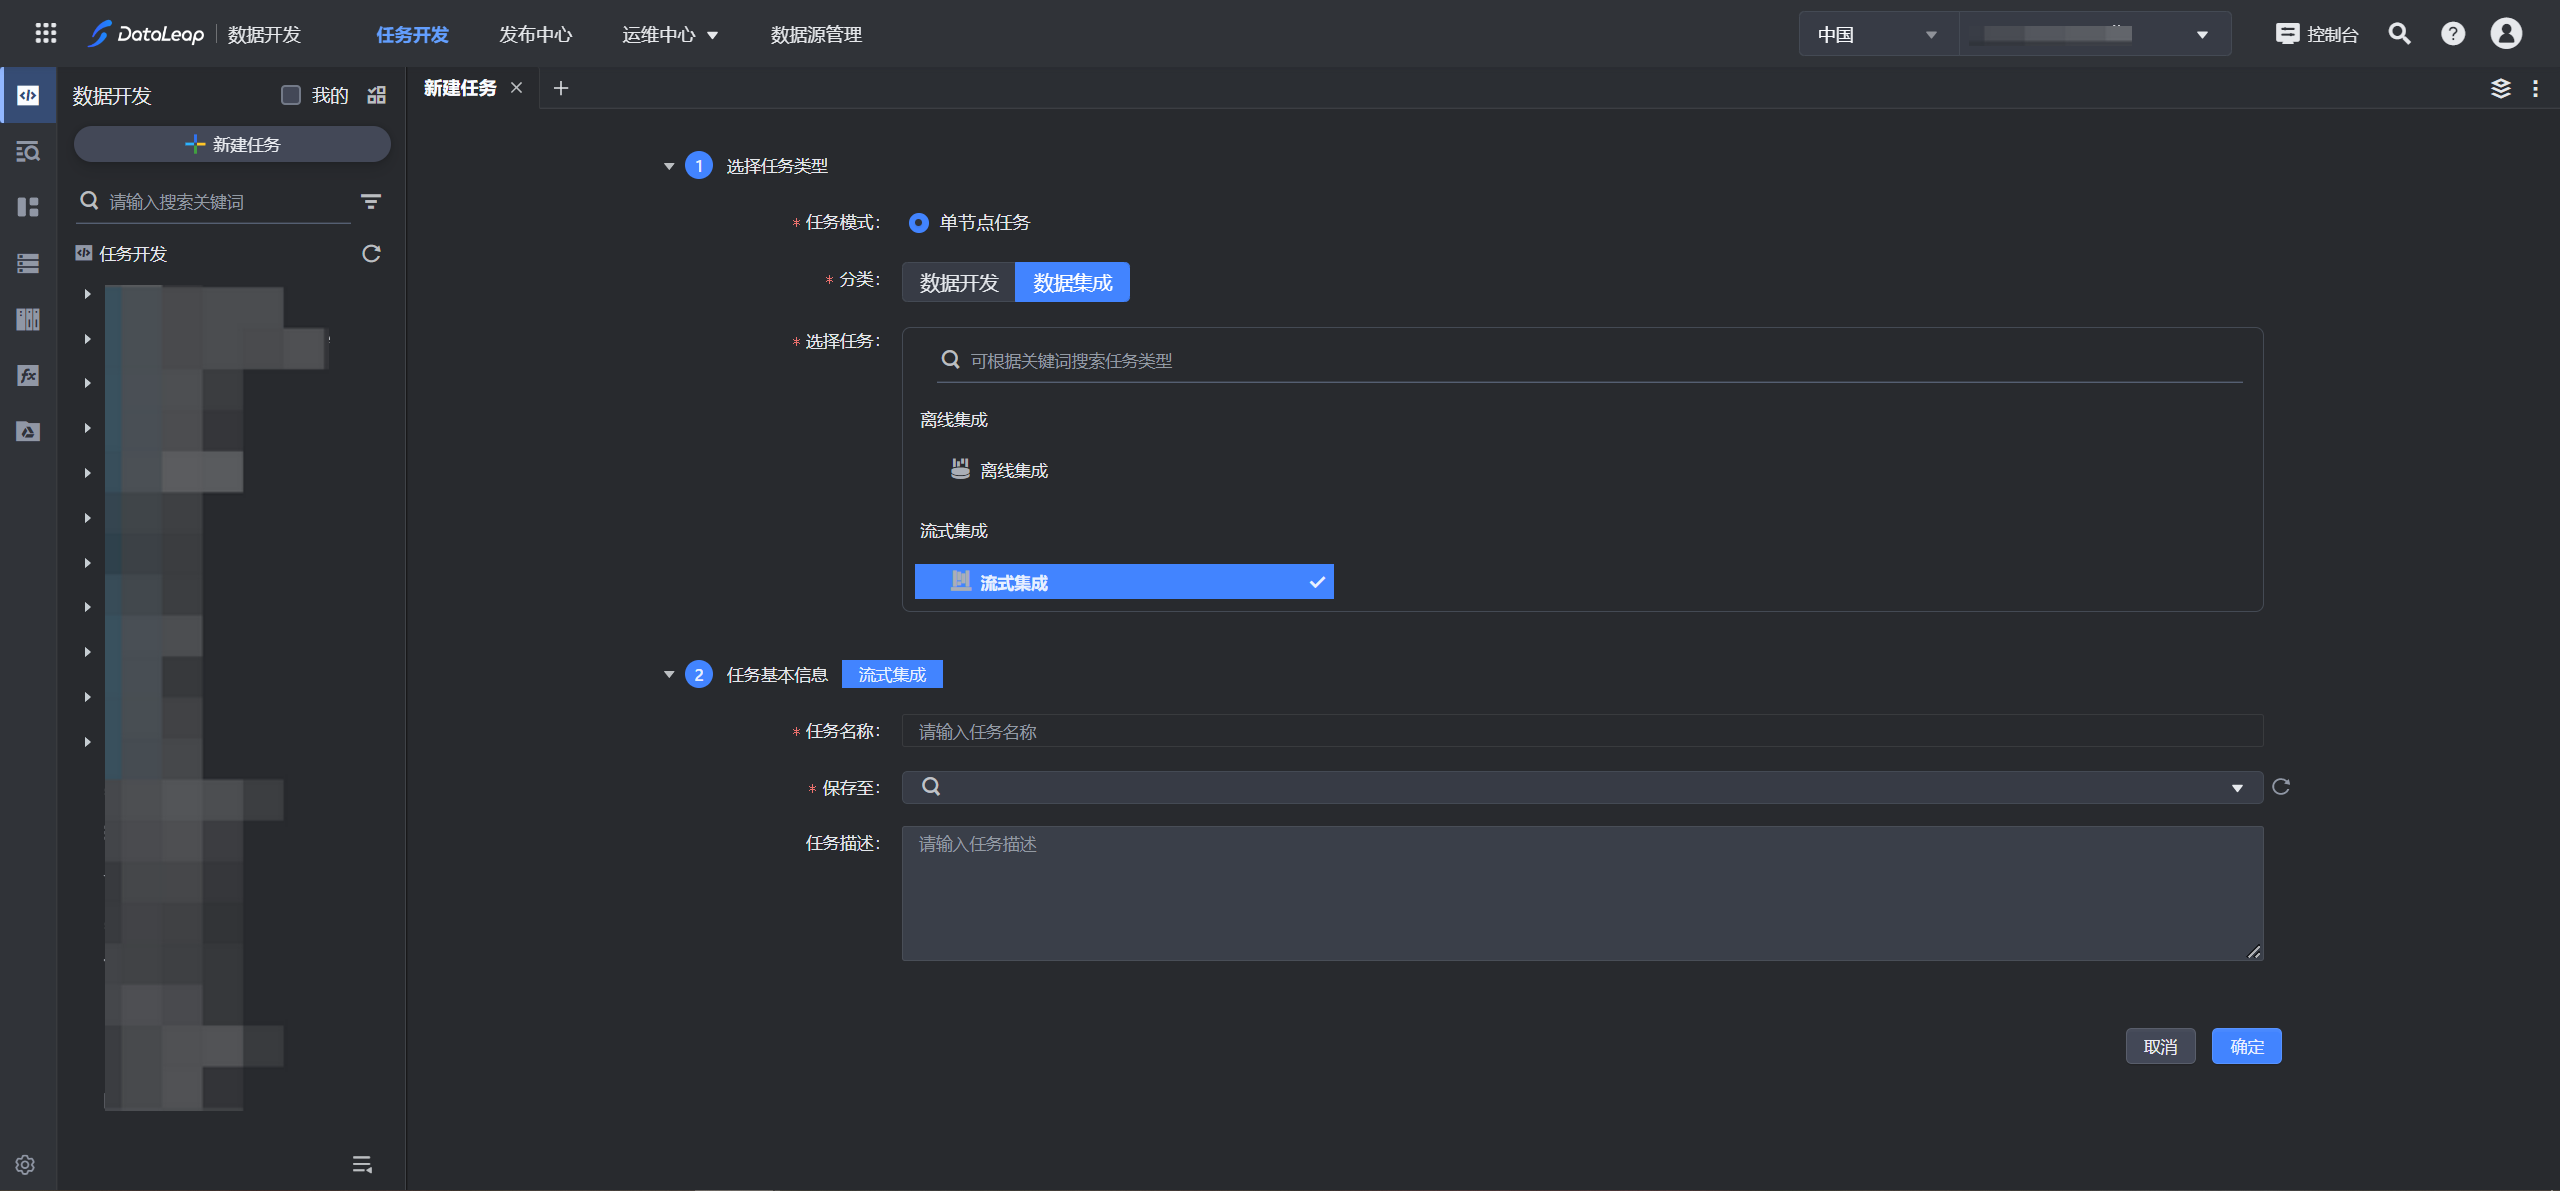 DataLeap 数据开发 任务开发 发布中心 运维中心 数据源管理 中国 控制台
数据开发 我的
新建任务
请输入搜索关键词
任务开发
新建任务
1 选择任务类型
* 任务模式: 单节点任务
* 分类: 数据开发 数据集成
* 选择任务: 可根据关键词搜索任务类型
离线集成
离线集成
流式集成
流式集成
2 任务基本信息 流式集成
* 任务名称: 请输入任务名称
* 保存至:
任务描述: 请输入任务描述
取消 确定